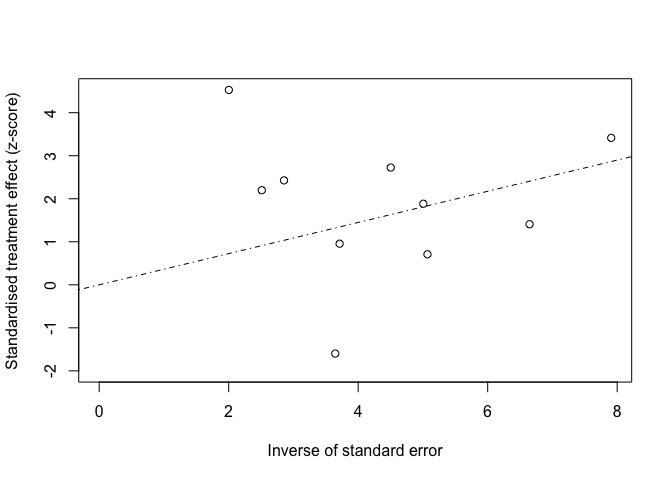 Standardised treatment effect (z-score)
4
3
2
1
0
-1
-2
0 2 4 6 8
Inverse of standard error